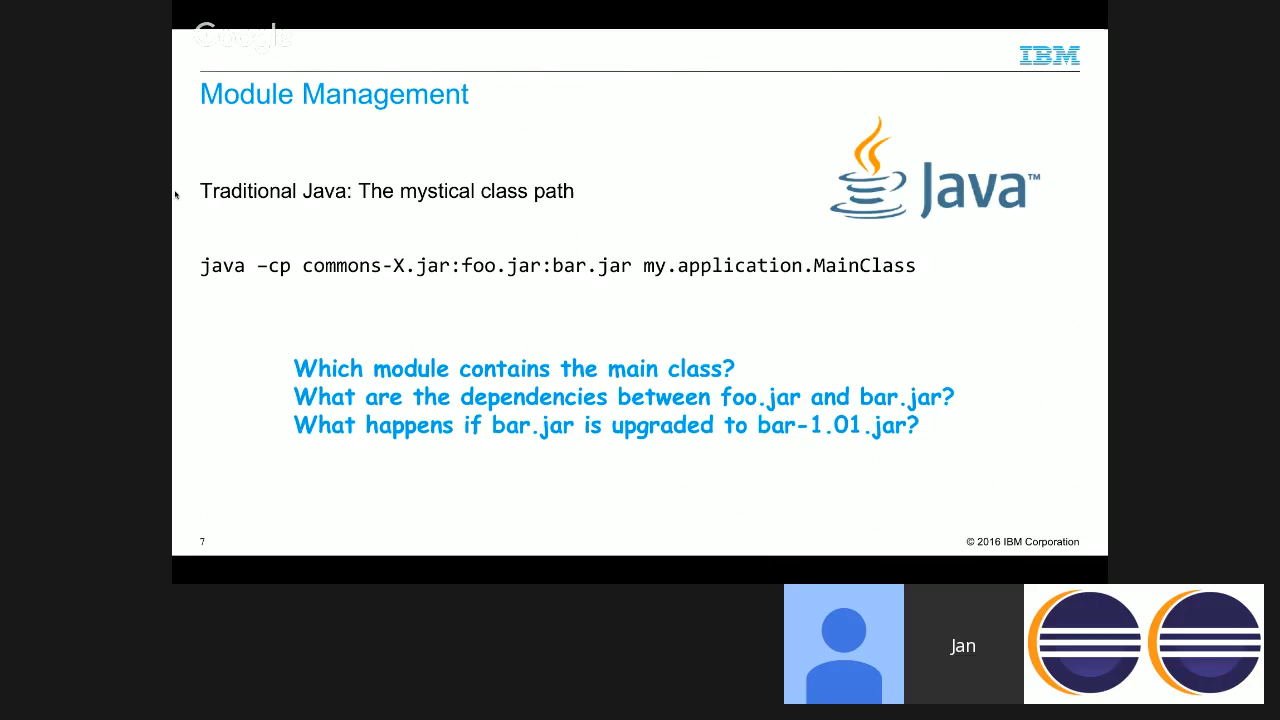 Google
IBM
Module Management
Java™
Traditional Java: The mystical class path
java –cp commons-X.jar:foo.jar:bar.jar my.application.MainClass
Which module contains the main class?
What are the dependencies between foo.jar and bar.jar?
What happens if bar.jar is upgraded to bar-1.01.jar?
7
© 2016 IBM Corporation
Jan